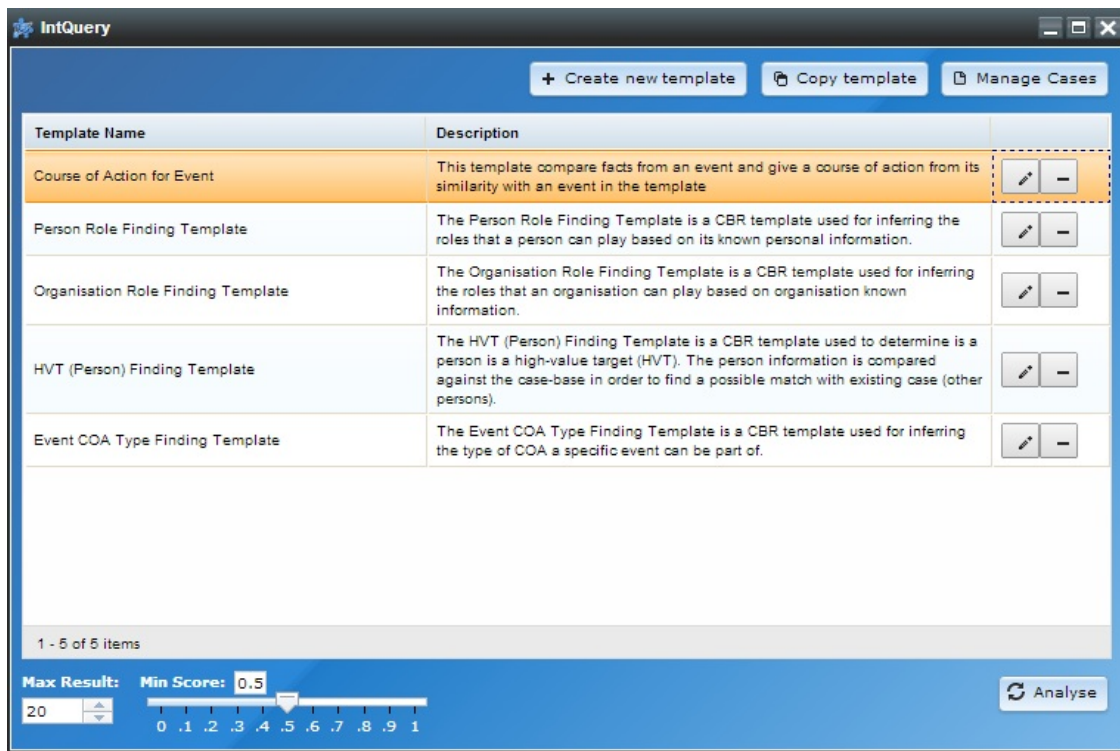 IntQuery
Create new template Copy template Manage Cases
Template Name Description
Course of Action for Event
This template compare facts from an event and give a course of action from its
similarity with an event in the template
Person Role Finding Template
The Person Role Finding Template is a CBR template used for inferring the
roles that a person can play based on its known personal information.
Organisation Role Finding Template
The Organisation Role Finding Template is a CBR template used for inferring
the roles that an organisation can play based on organisation known
information.
HVT (Person) Finding Template
The HVT (Person) Finding Template is a CBR template used to determine is a
person is a high-value target (HVT). The person information is compared
against the case-base in order to find a possible match with existing case (other
persons).
Event COA Type Finding Template
The Event COA Type Finding Template is a CBR template used for inferring
the type of COA a specific event can be part of.
1 - 5 of 5 items
Max Result: Min Score: 0.5
20
0 .1 .2 .3 .4 .5 .6 .7 .8 .9 1
Analyse